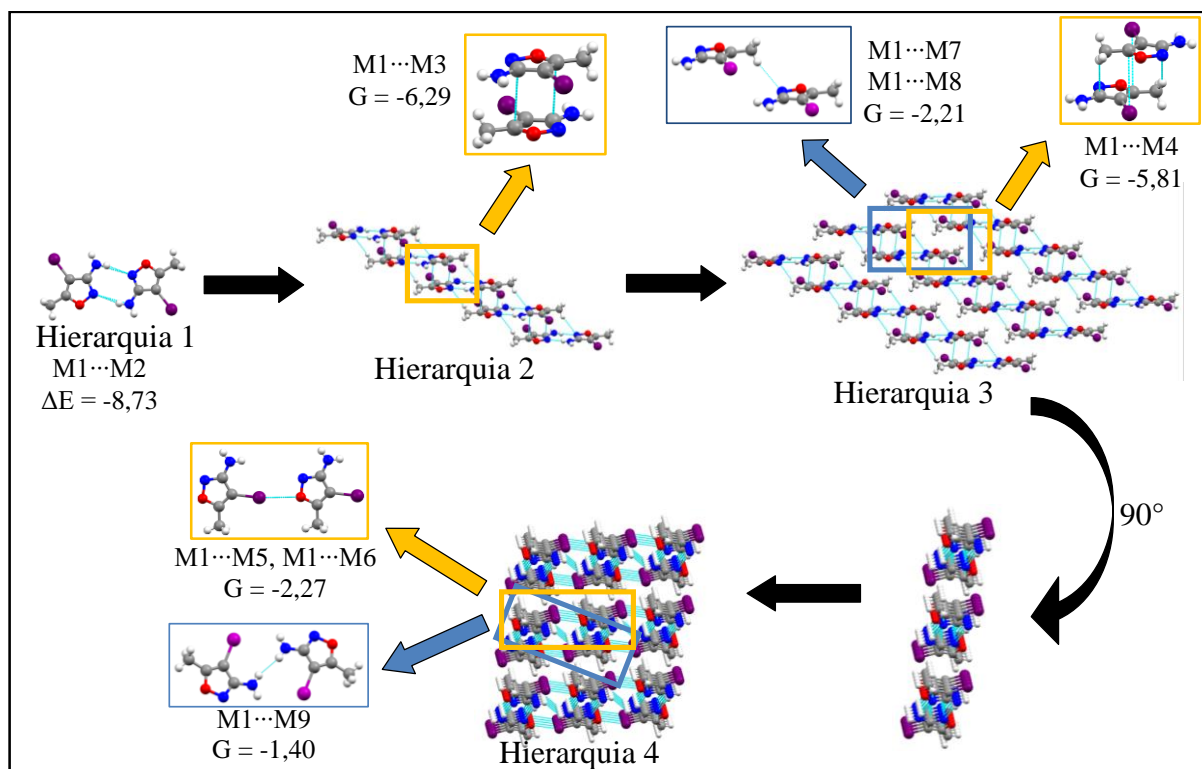 M1···M3
G = -6,29
M1···M7
M1···M8
G = -2,21
M1···M4
G = -5,81
Hierarquia 1
M1···M2
ΔE = -8,73
Hierarquia 2
Hierarquia 3
90°
M1···M5, M1···M6
G = -2,27
M1···M9
G = -1,40
Hierarquia 4